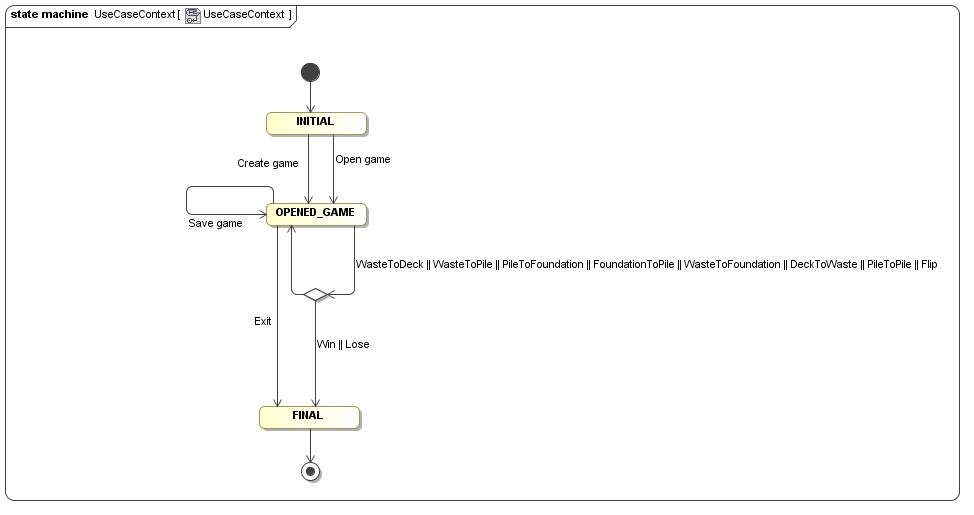 state machine UseCaseContext [ UseCaseContext ]
INITIAL
Create game
Open game
OPENED_GAME
Save game
WasteToDeck || WasteToPile || PileToFoundation || FoundationToPile || WasteToFoundation || DeckToWaste || PileToPile || Flip
Exit
Win || Lose
FINAL